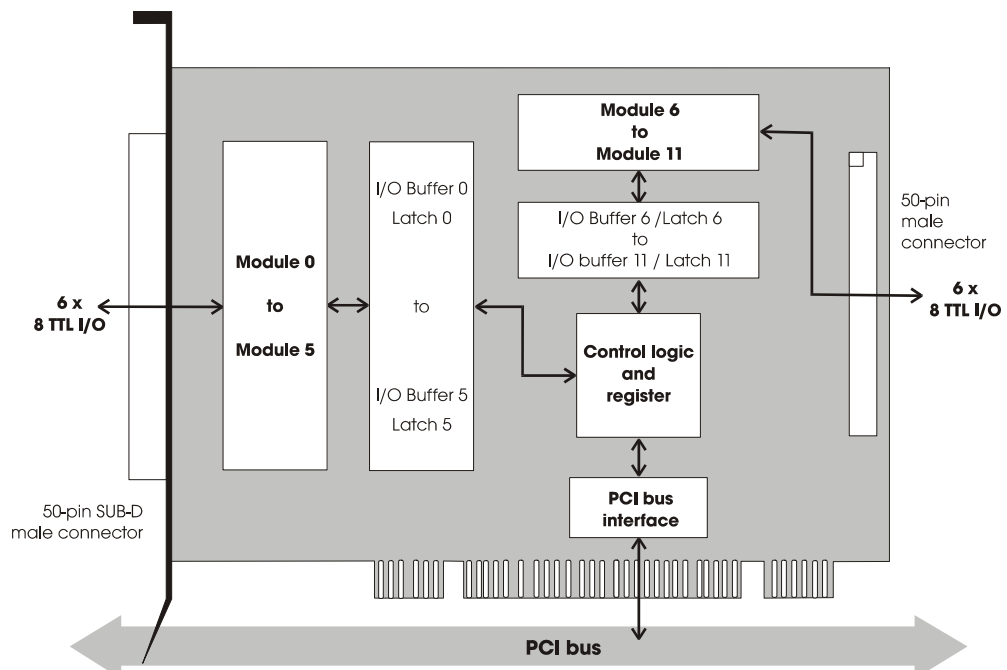 Module 6
to
Module 11
I/O Buffer 0
Latch 0
I/O Buffer 6 /Latch 6
to
I/O buffer 11 / Latch 11
50-pin
male
connector
Module 0
to
Module 5
6 x
8 TTL I/O
to
6 x
8 TTL I/O
Control logic
and
register
I/O Buffer 5
Latch 5
PCI bus
interface
50-pin SUB-D
male connector
PCI bus